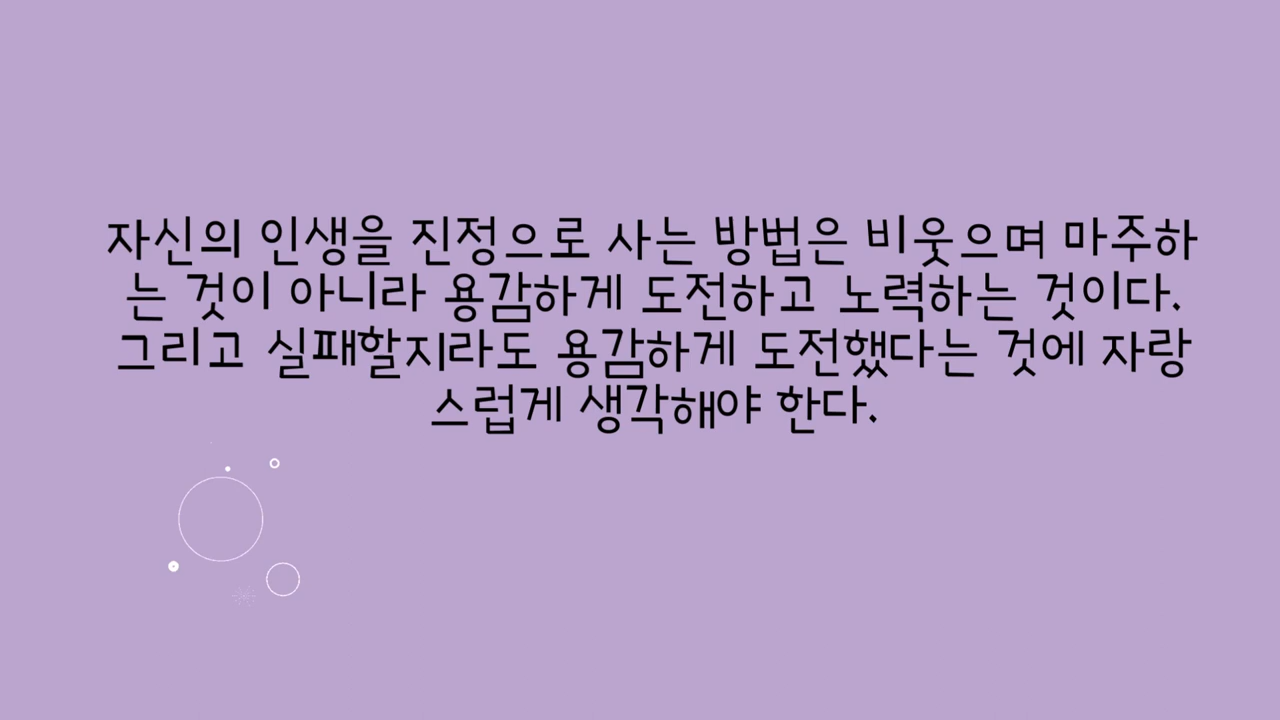 자신의 인생을 진정으로 사는 방법은 비웃으며 마주하
는 것이 아니라 용감하게 도전하고 노력하는 것이다.
그리고 실패할지라도 용감하게 도전했다는 것에 자랑
스럽게 생각해야 한다.